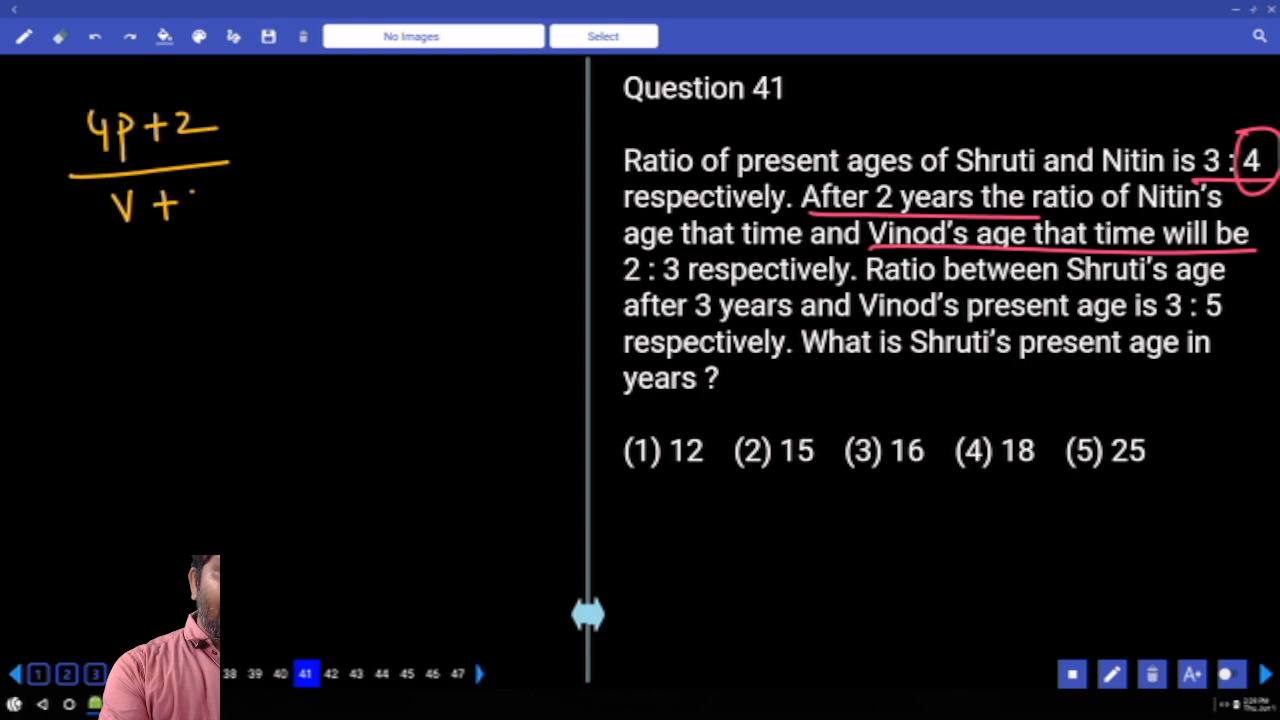 No Images Select
4p+2
v +
Question 41
Ratio of present ages of Shruti and Nitin is 3 : 4
respectively. After 2 years the ratio of Nitin's
age that time and Vinod's age that time will be
2 : 3 respectively. Ratio between Shruti's age
after 3 years and Vinod's present age is 3 : 5
respectively. What is Shruti's present age in
years ?
(1) 12 (2) 15 (3) 16 (4) 18 (5) 25
1 2 3 38 39 40 41 42 43 44 45 46 47 A+